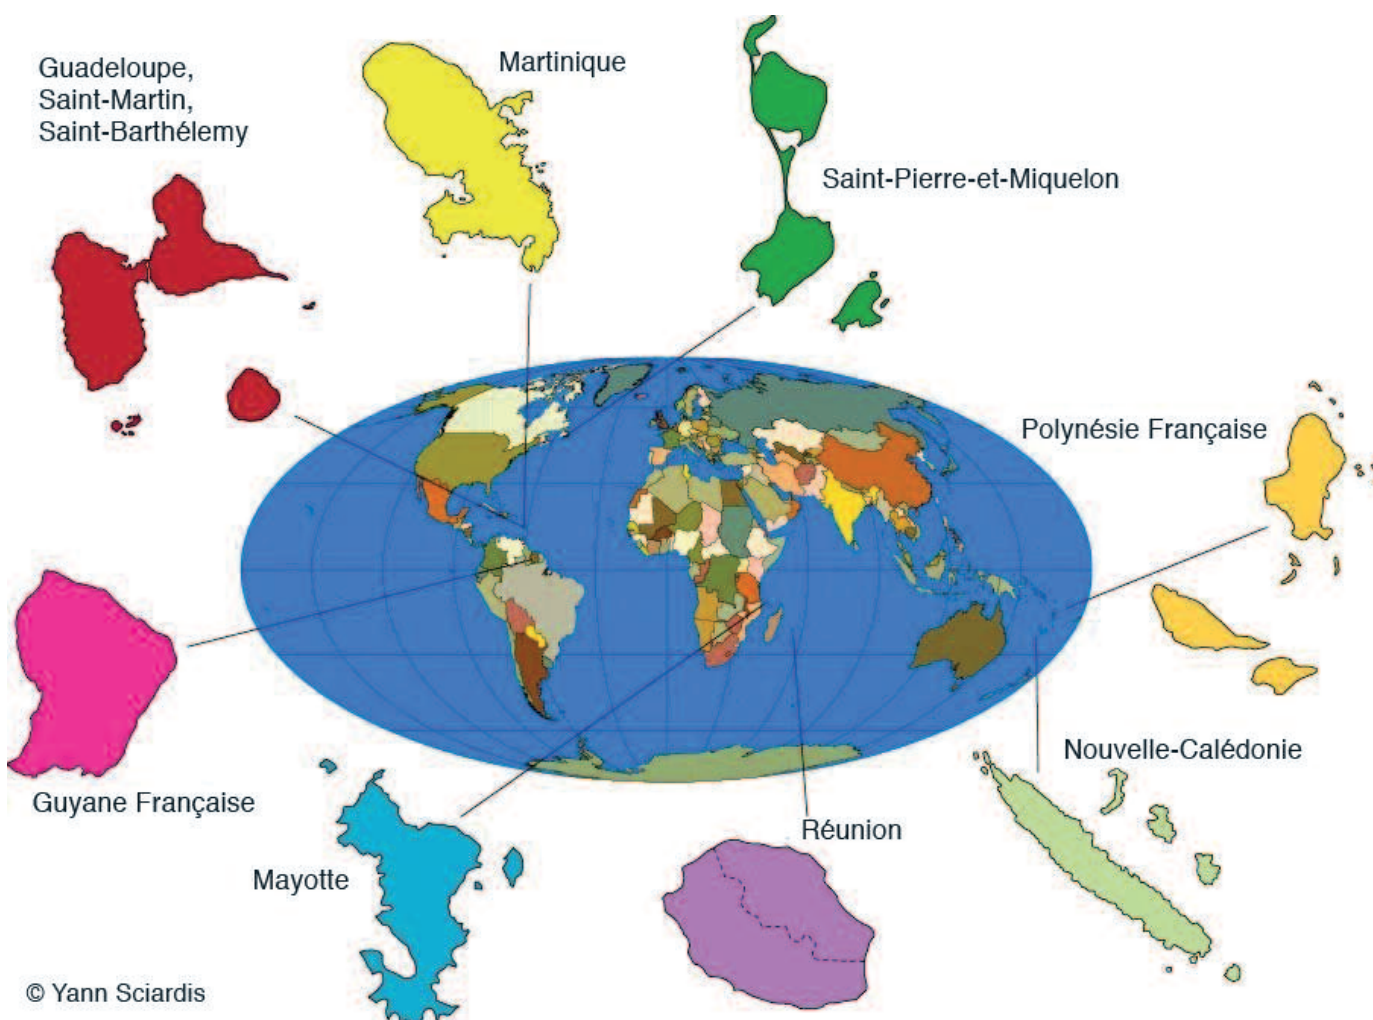 Guadeloupe,
Saint-Martin,
Saint-Barthélemy
Martinique
Saint-Pierre-et-Miquelon
Polynésie Française
Nouvelle-Calédonie
Guyane Française
Réunion
Mayotte
© Yann Sciardis